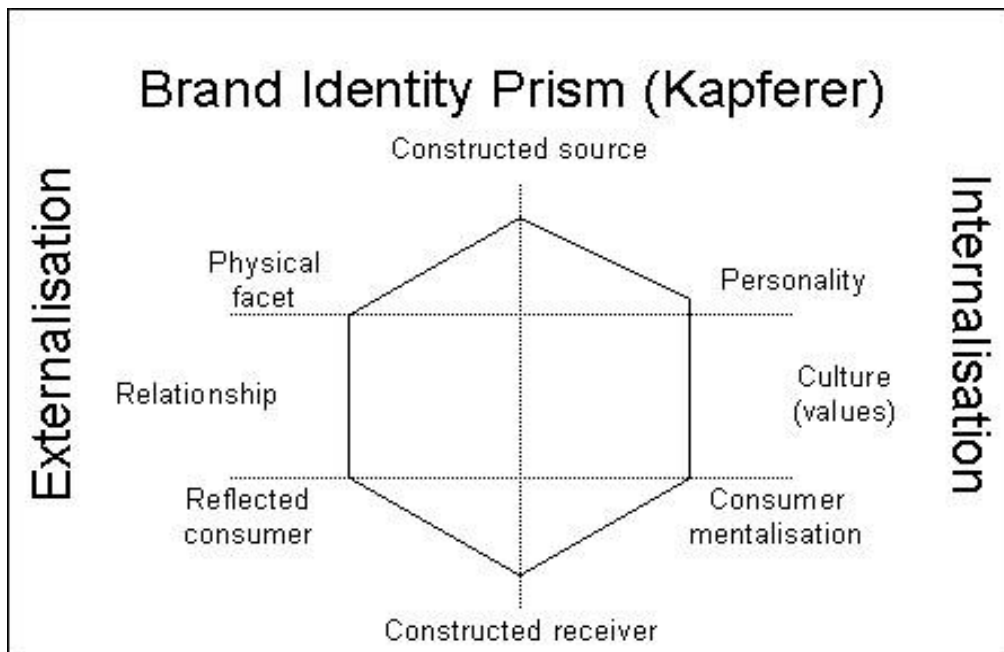 Brand Identity Prism (Kapferer)
Constructed source
Externalisation
Internalisation
Physical
facet
Personality
Relationship
Culture
(values)
Reflected
consumer
Consumer
mentalisation
Constructed receiver